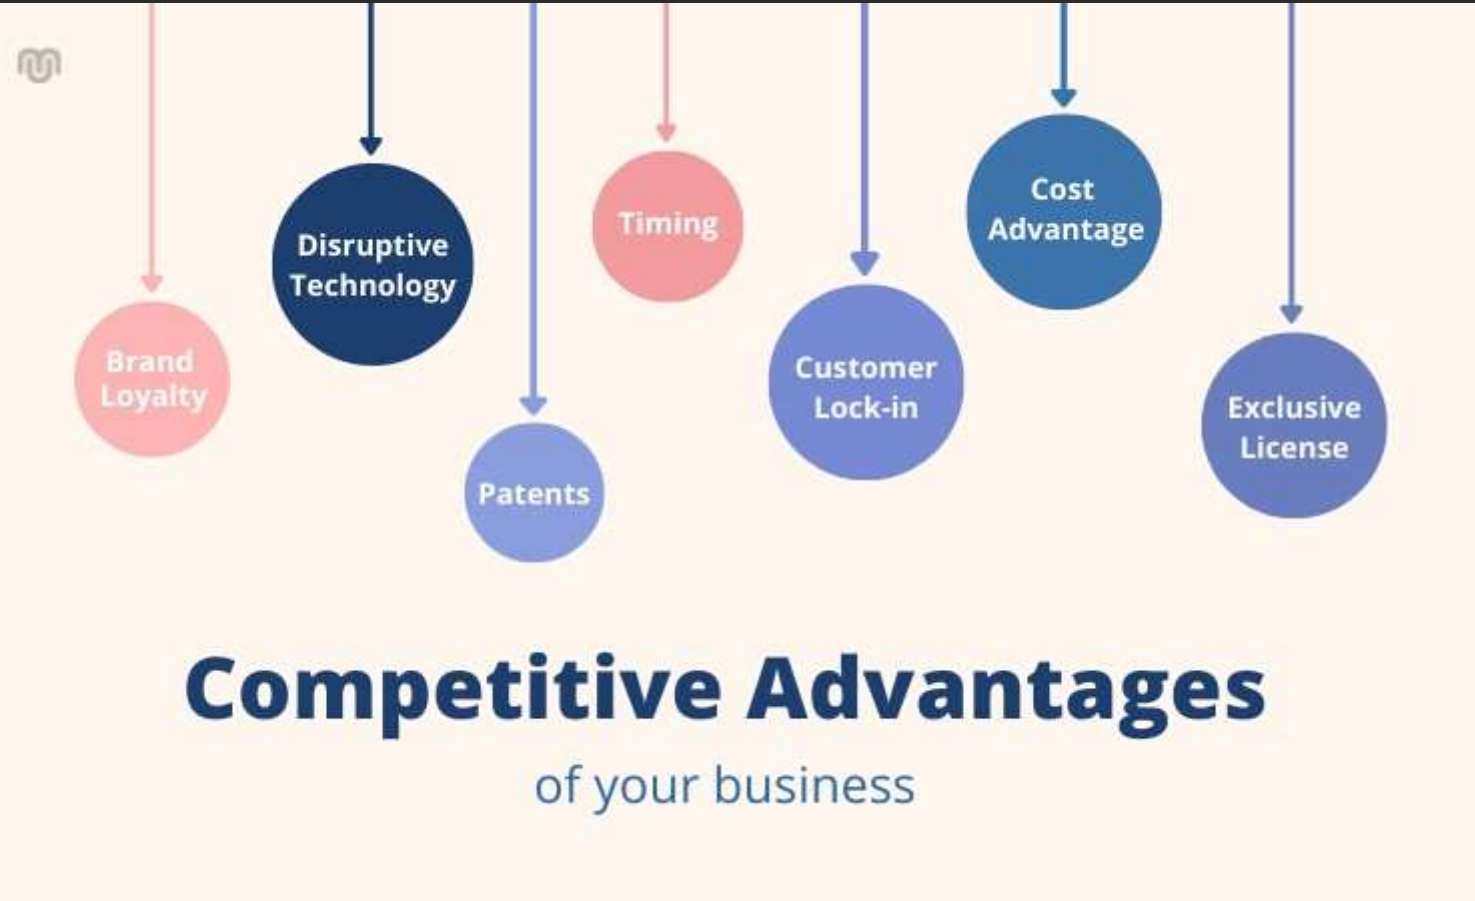 Brand
Loyalty
Disruptive
Technology
Patents
Timing
Customer
Lock-in
Cost
Advantage
Exclusive
License
Competitive Advantages
of your business